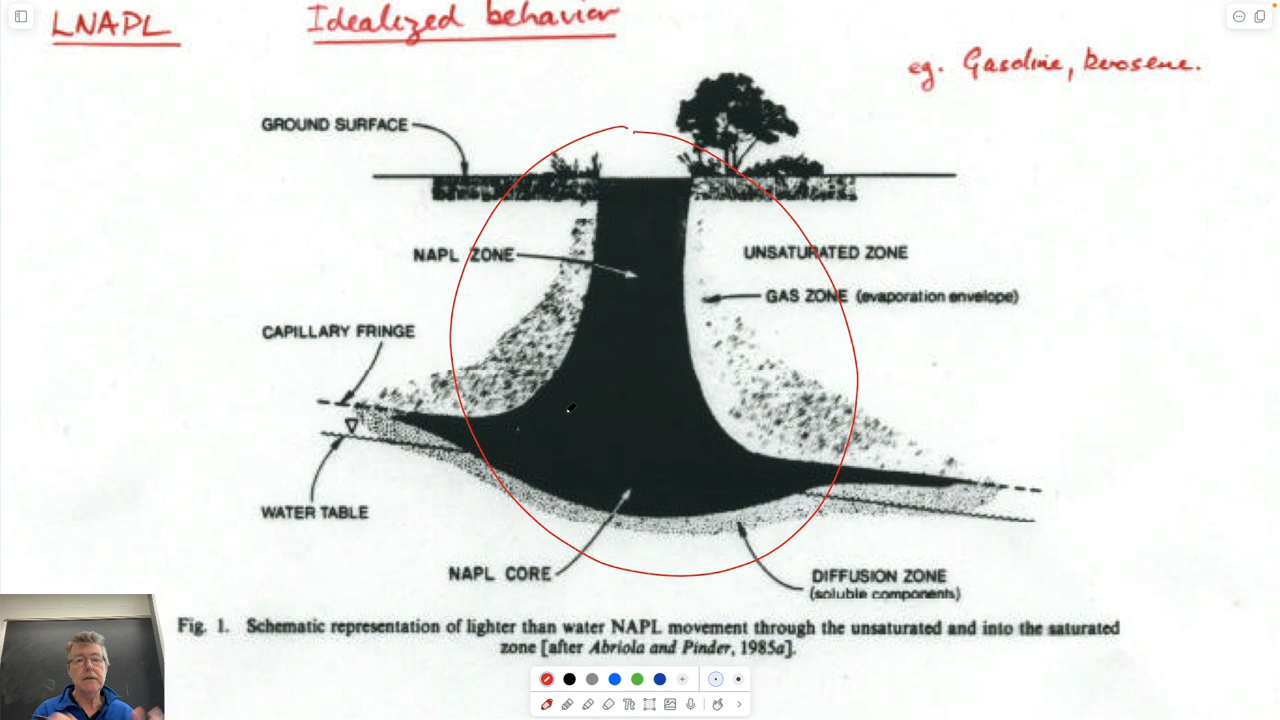 LNAPL
Idealized behavior
eg. Gasoline, kerosene.
GROUND SURFACE
NAPL ZONE
UNSATURATED ZONE
GAS ZONE (evaporation envelope)
CAPILLARY FRINGE
WATER TABLE
NAPL CORE
DIFFUSION ZONE
(soluble components)
Fig. 1. Schematic representation of lighter than water NAPL movement through the unsaturated and into the saturated
zone [after Abriola and Pinder, 1985a].
Tt